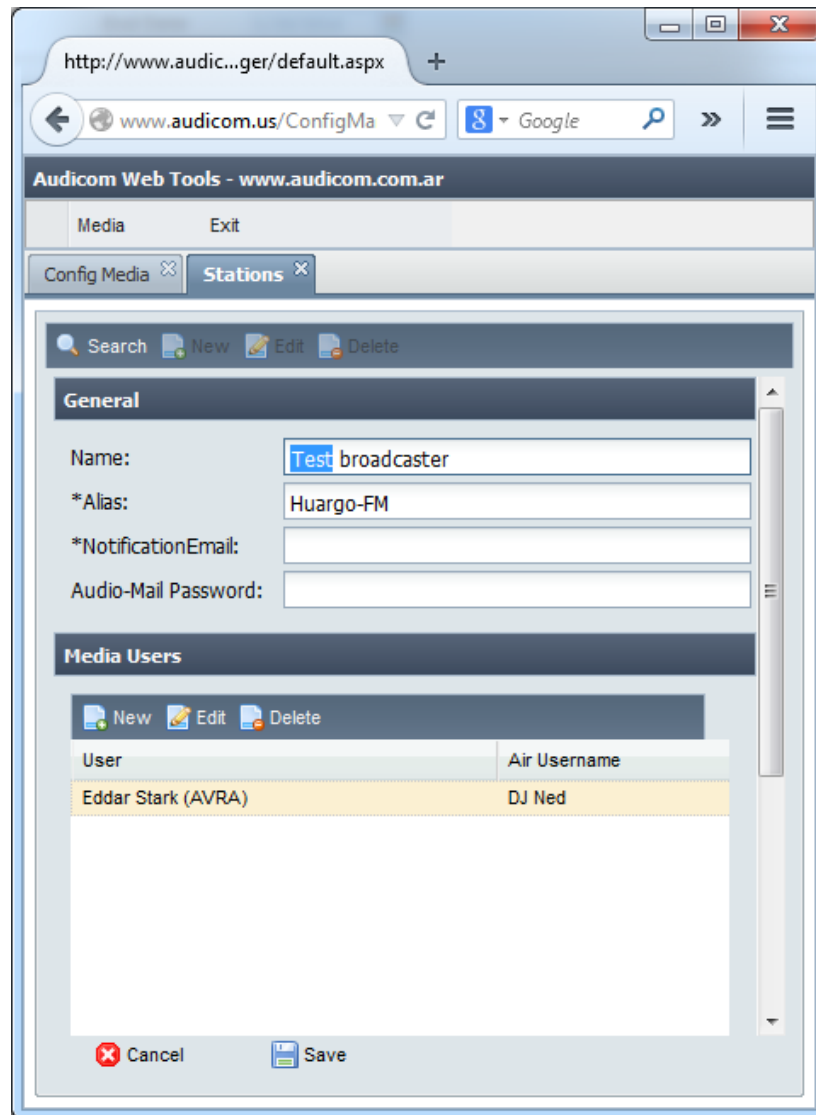 http://www.audic...ger/default.aspx
www.audicom.us/ConfigMa
8 Google
Audicom Web Tools - www.audicom.com.ar
Media Exit
Config Media Stations
Search New Edit Delete
General
Name: Test broadcaster
*Alias: Huargo-FM
*NotificationEmail:
Audio-Mail Password:
Media Users
New Edit Delete
User Air Username
Eddar Stark (AVRA) DJ Ned
Cancel Save